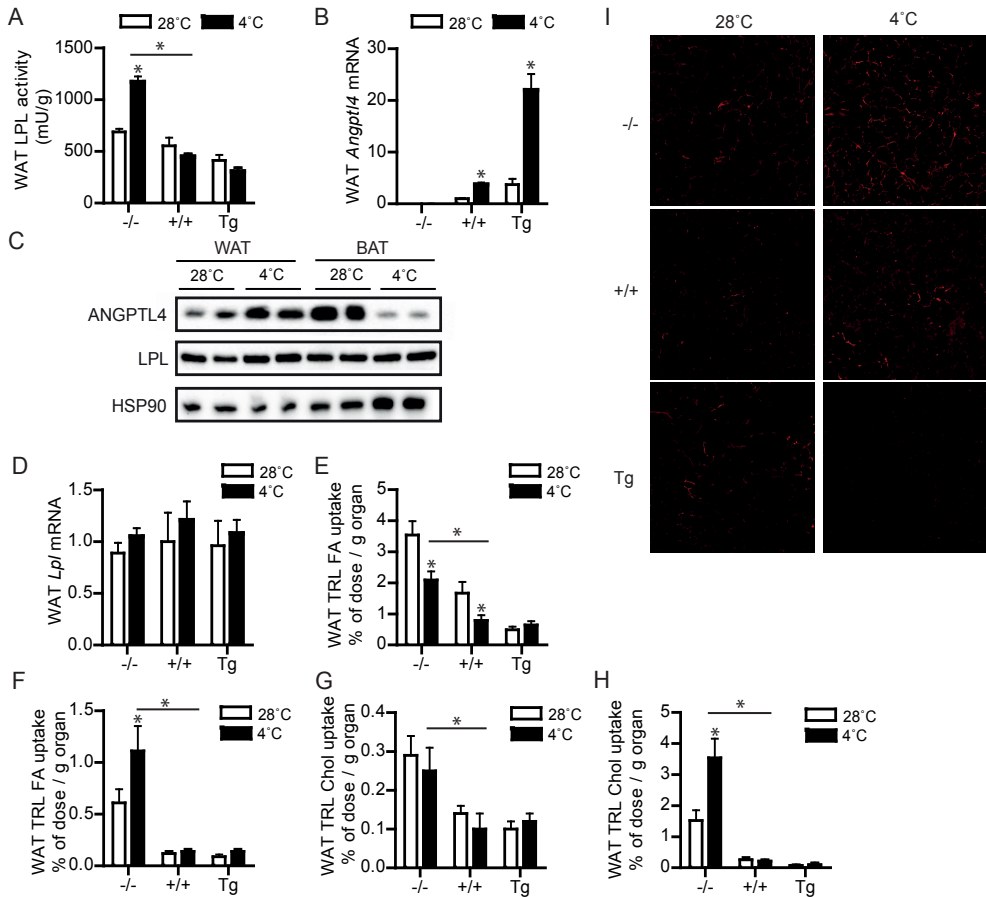 A
28°C
4°C
WAT LPL activity
(mU/g)
1500
1000
500
0
*
*
-/-
+/+
Tg
B
28°C
4°C
WAT Angptl4 mRNA
30
20
10
0
*
*
-/-
+/+
Tg
C
WAT
BAT
28°C
4°C
28°C
4°C
ANGPTL4
LPL
HSP90
D
28°C
4°C
WAT Lpl mRNA
1.5
1.0
0.5
0.0
-/-
+/+
Tg
E
28°C
4°C
WAT TRL FA uptake
% of dose / g organ
5
4
3
2
1
0
*
*
*
-/-
+/+
Tg
F
28°C
4°C
WAT TRL FA uptake
% of dose / g organ
1.5
1.0
0.5
0.0
*
*
-/-
+/+
Tg
G
28°C
4°C
WAT TRL Chol uptake
% of dose / g organ
0.4
0.3
0.2
0.1
0.0
*
-/-
+/+
Tg
H
28°C
4°C
WAT TRL Chol uptake
% of dose / g organ
5
4
3
2
1
0
*
*
-/-
+/+
Tg
I
28°C
4°C
-/-
+/+
Tg